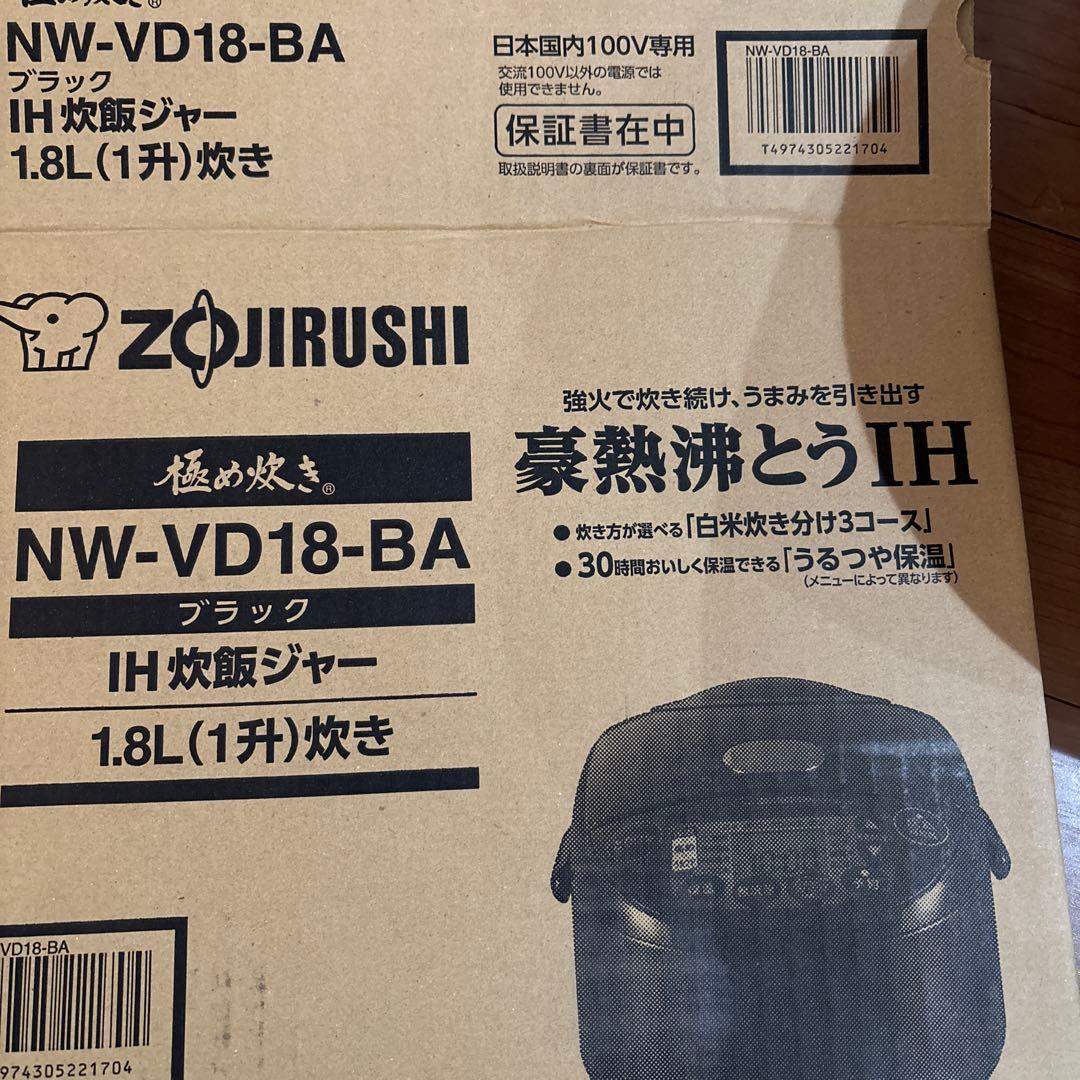 極め炊き®
NW-VD18-BA
ブラック
IH炊飯ジャー
1.8L(1升)炊き
日本国内100V専用
交流100V以外の電源では
使用できません。
保証書在中
取扱説明書の裏面が保証書です。
NW-VD18-BA
T4974305221704
ZOJIRUSHI
極め炊き®
NW-VD18-BA
ブラック
IH炊飯ジャー
1.8L(1升)炊き
強火で炊き続け、うまみを引き出す
豪熱沸とうIH
●炊き方が選べる「白米炊き分け3コース」
●30時間おいしく保温できる「うるつや保温」
(メニューによって異なります)
VD18-BA
974305221704